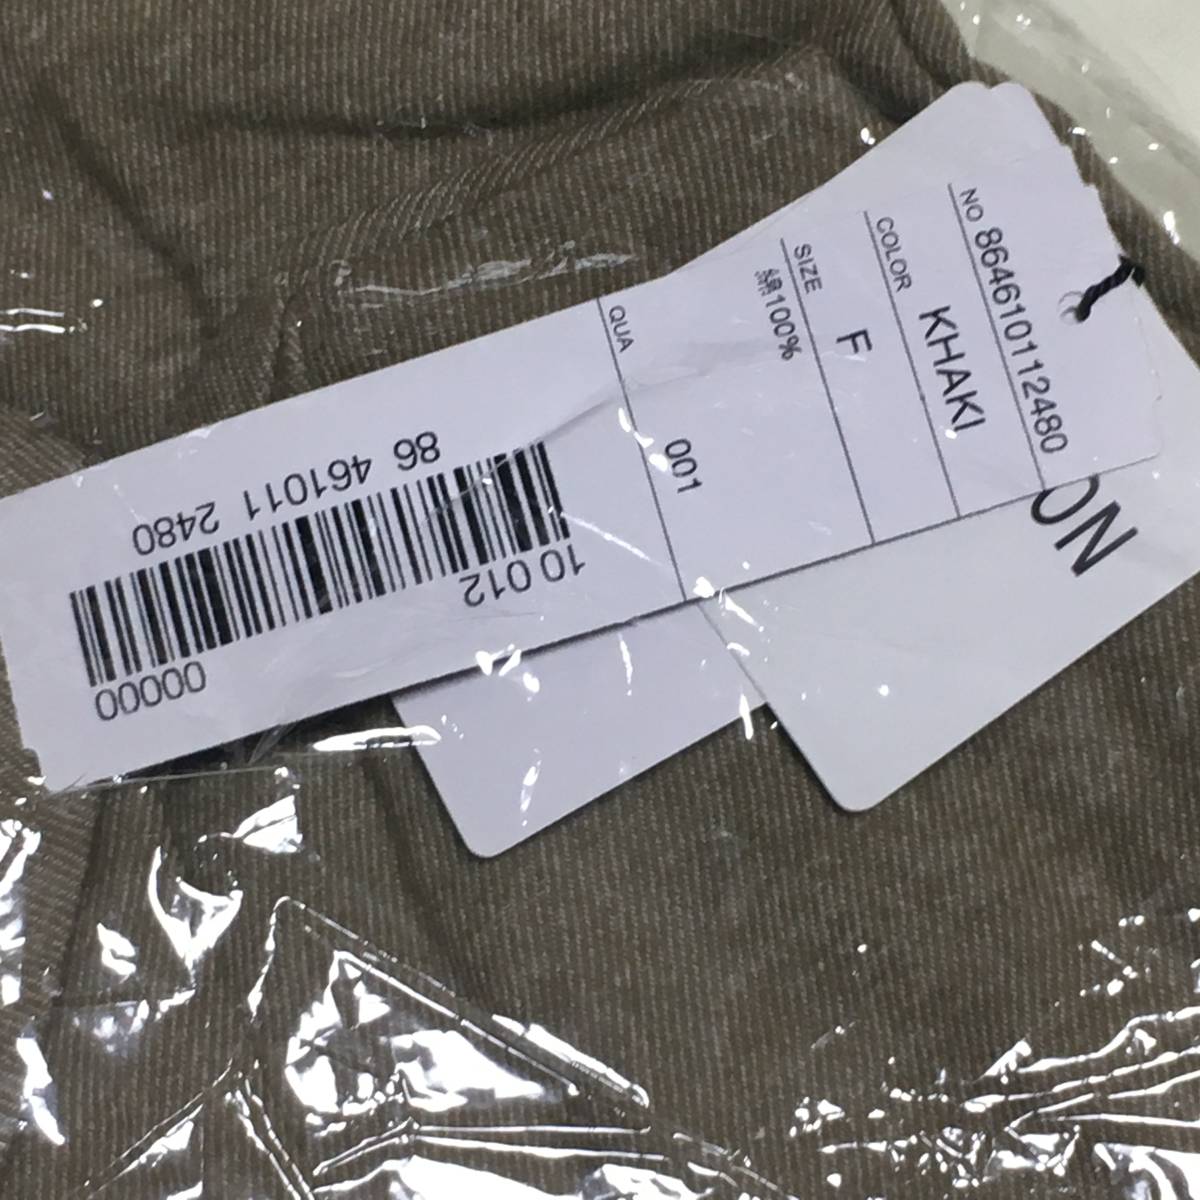 NO 864610112480
COLOR KHAKI
SIZE F
綿100%
QUA 001
86 461011 2480
10 012
00000
ON